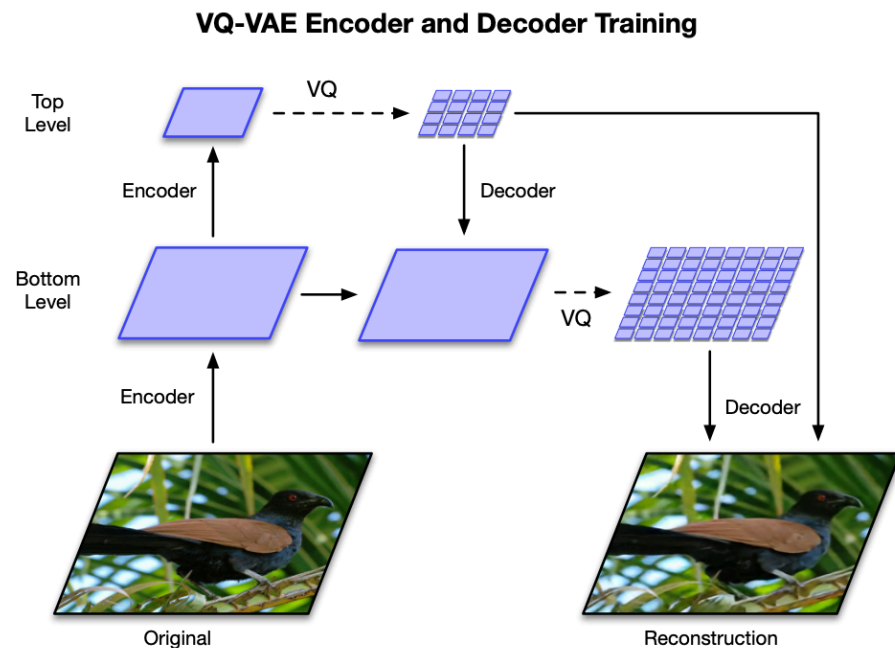 VQ-VAE Encoder and Decoder Training
Top
Level
VQ
Encoder
Decoder
Bottom
Level
VQ
Encoder
Decoder
Original
Reconstruction